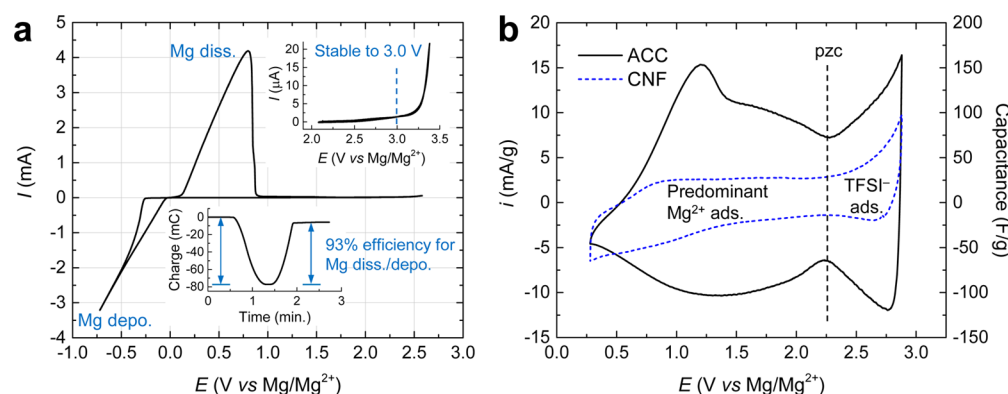 a
I (mA)
5
4
3
2
1
0
-1
-2
-3
-4
-1.0
-0.5
0.0
0.5
1.0
1.5
2.0
2.5
3.0
E (V vs Mg/Mg²⁺)
Mg diss.
Mg depo.
Stable to 3.0 V
I (μA)
20
15
10
5
0
2.0
2.5
3.0
3.5
E (V vs Mg/Mg²⁺)
Charge (mC)
0
-20
-40
-60
-80
0
1
2
3
Time (min.)
93% efficiency for
Mg diss./depo.
b
i (mA/g)
20
15
10
5
0
-5
-10
-15
0.0
0.5
1.0
1.5
2.0
2.5
3.0
E (V vs Mg/Mg²⁺)
ACC
CNF
pzc
Predominant
Mg²⁺ ads.
TFSI⁻
ads.
200
150
100
50
0
-50
-100
-150
Capacitance (F/g)